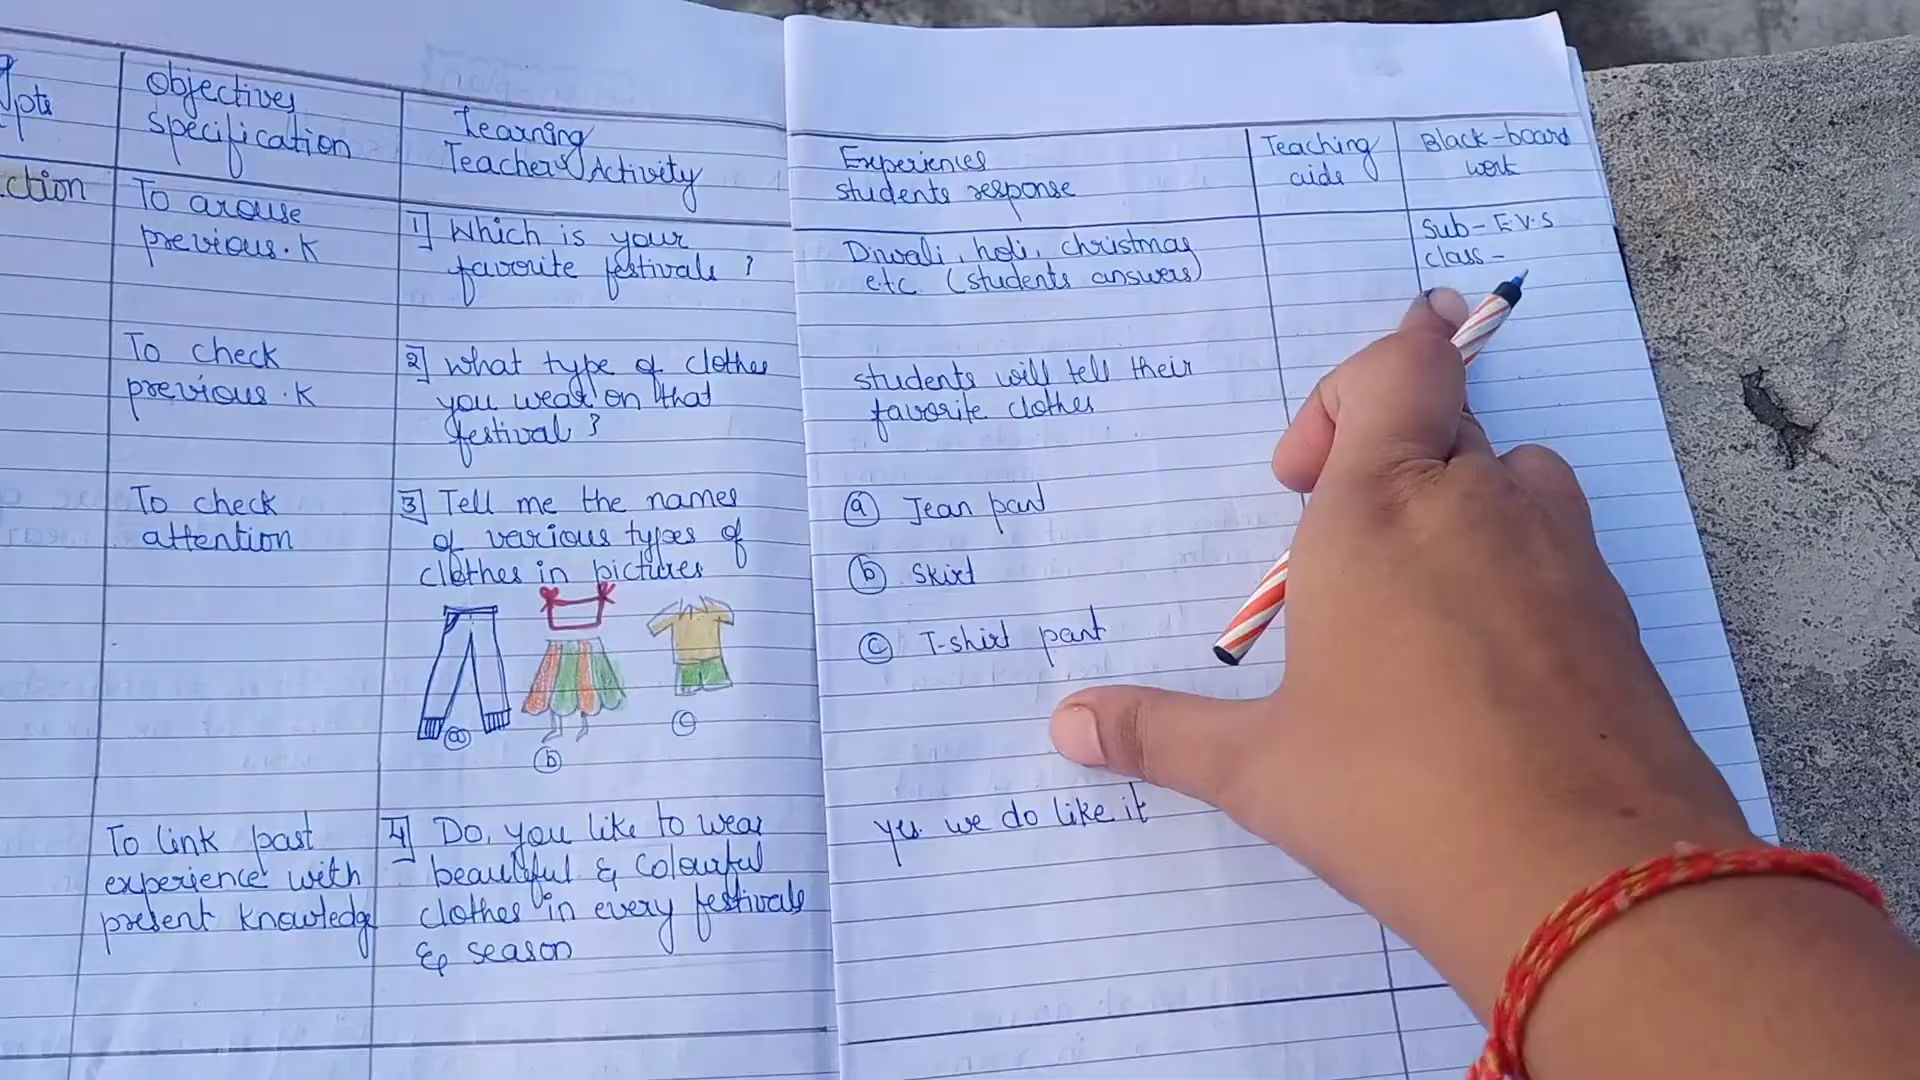 pts
Objectives
specification
Learning
Teachers Activity
Experiences
students response
Teaching
aids
Black-board
work
ction
To arouse
previous.K
1] Which is your
favorite festivals ?
Diwali, holi, christmas
etc (students answers)
Sub- E.V.S
class -
To check
previous.K
2] What type of clothes
you wear on that
festival ?
students will tell their
favorite clothes
To check
attention
3] Tell me the names
of various types of
clothes in pictures
a
b
c
a Jean pant
b Skirt
c T-shirt pant
To link past
experience with
present knowledg
4] Do, you like to wear
beautiful & colourful
clothes in every festivals
& season
yes. we do like it